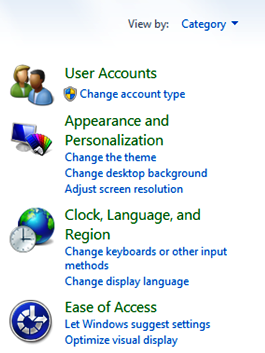 View by: Category
User Accounts
Change account type
Appearance and
Personalization
Change the theme
Change desktop background
Adjust screen resolution
Clock, Language, and
Region
Change keyboards or other input
methods
Change display language
Ease of Access
Let Windows suggest settings
Optimize visual display